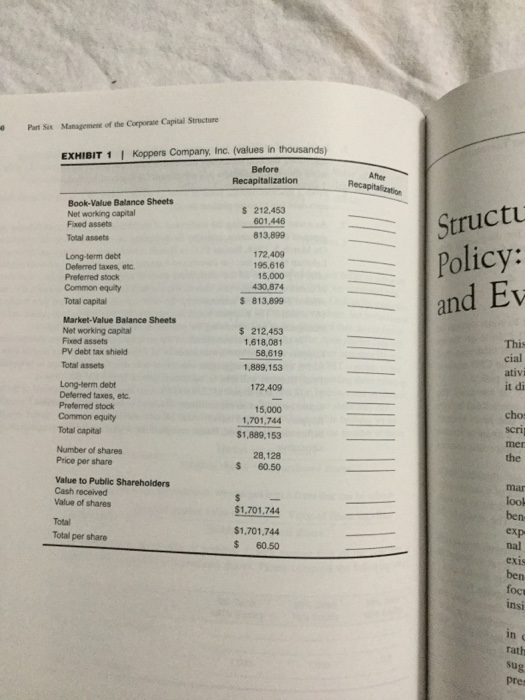 0 Part Six Management of the Corporate Capital Structure
EXHIBIT 1 | Koppers Company, Inc. (values in thousands)
Before Recapitalization After Recapitalization
Book-Value Balance Sheets
Net working capital $ 212,453
Fixed assets 601,446
Total assets 813,899
Long-term debt 172,409
Deferred taxes, etc. 195,616
Preferred stock 15,000
Common equity 430,874
Total capital $ 813,899
Market-Value Balance Sheets
Net working capital $ 212,453
Fixed assets 1,618,081
PV debt tax shield 58,619
Total assets 1,889,153
Long-term debt 172,409
Deferred taxes, etc. —
Preferred stock 15,000
Common equity 1,701,744
Total capital $1,889,153
Number of shares 28,128
Price per share $ 60.50
Value to Public Shareholders
Cash received $ —
Value of shares $1,701,744
Total $1,701,744
Total per share $ 60.50
Structu
Policy:
and Ev
This
cial
ativi
it di
cho
scrip
mer
the
mar
look
ben
exp
nal
exis
ben
focu
insi
in
rath
sug
pre